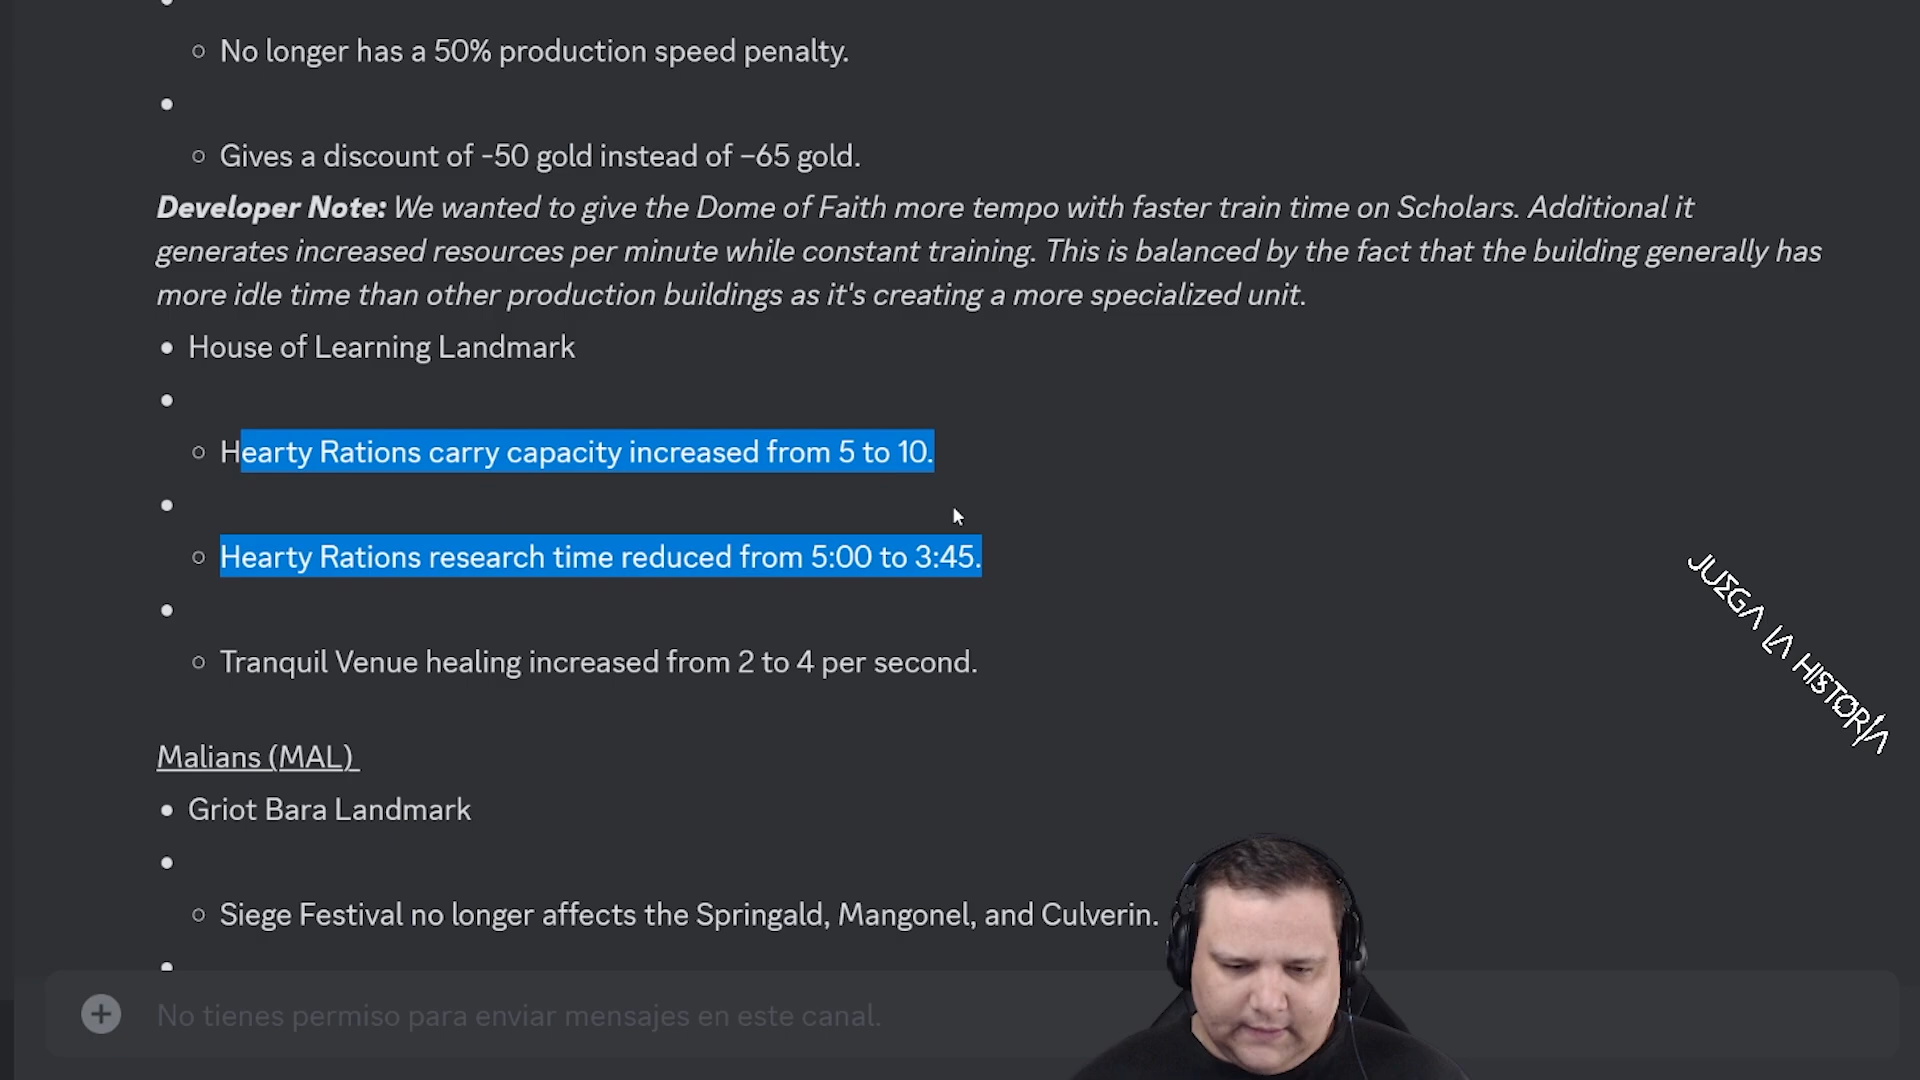 No longer has a 50% production speed penalty.
Gives a discount of -50 gold instead of –65 gold.
Developer Note: We wanted to give the Dome of Faith more tempo with faster train time on Scholars. Additional it
generates increased resources per minute while constant training. This is balanced by the fact that the building generally has
more idle time than other production buildings as it's creating a more specialized unit.
House of Learning Landmark
Hearty Rations carry capacity increased from 5 to 10.
Hearty Rations research time reduced from 5:00 to 3:45.
JUEGA LA HISTORIA
Tranquil Venue healing increased from 2 to 4 per second.
Malians (MAL)
Griot Bara Landmark
Siege Festival no longer affects the Springald, Mangonel, and Culverin.
No tienes permiso para enviar mensajes en este canal.